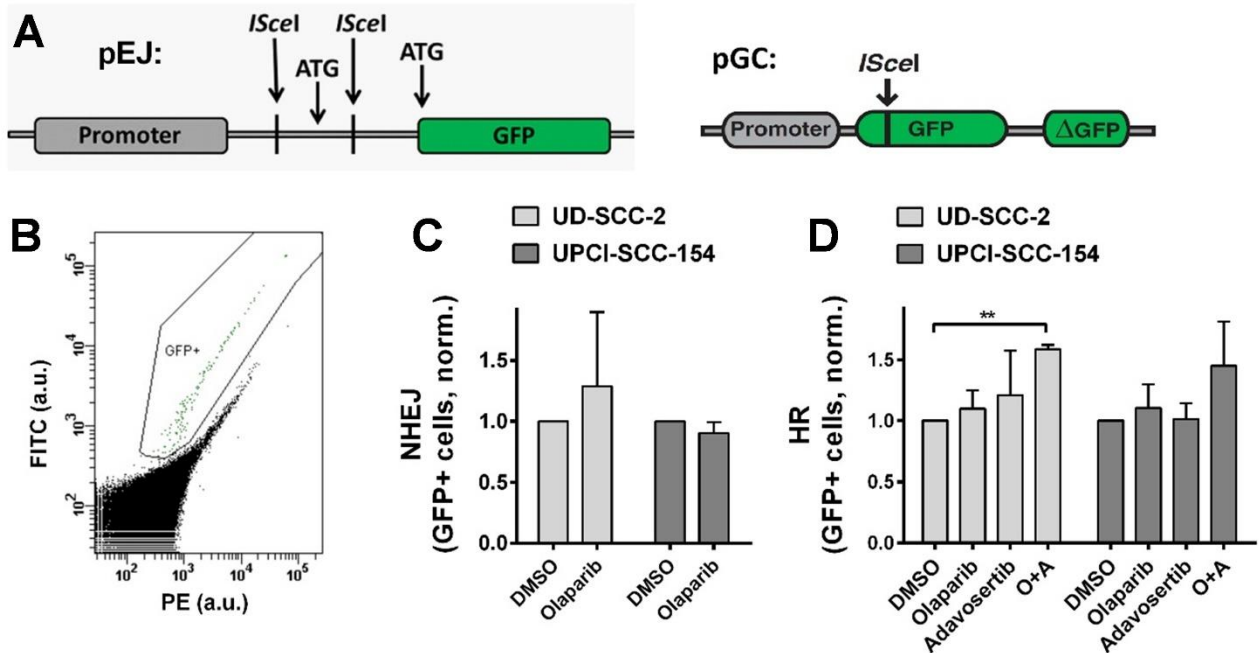 A
pEJ:
ISceI
ISceI
ATG
ATG
Promoter
GFP
pGC:
ISceI
Promoter
GFP
ΔGFP
B
FITC (a.u.)
10^5
10^4
10^3
10^2
GFP+
10^2 10^3 10^4 10^5
PE (a.u.)
C
UD-SCC-2
UPCI-SCC-154
NHEJ
(GFP+ cells, norm.)
1.5
1.0
0.5
0.0
DMSO
Olaparib
DMSO
Olaparib
D
UD-SCC-2
UPCI-SCC-154
HR
(GFP+ cells, norm.)
1.5
1.0
0.5
0.0
**
DMSO
Olaparib
Adavosertib
O+A
DMSO
Olaparib
Adavosertib
O+A